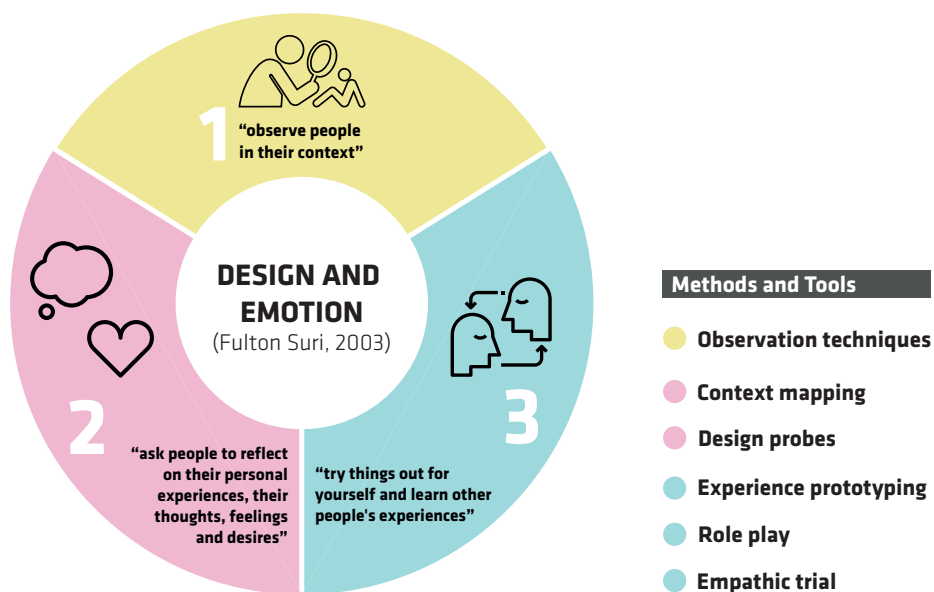 1
“observe people
in their context”
DESIGN AND
EMOTION
(Fulton Suri, 2003)
2
“ask people to reflect
on their personal
experiences, their
thoughts, feelings
and desires”
3
“try things out for
yourself and learn other
people's experiences”
Methods and Tools
Observation techniques
Context mapping
Design probes
Experience prototyping
Role play
Empathic trial